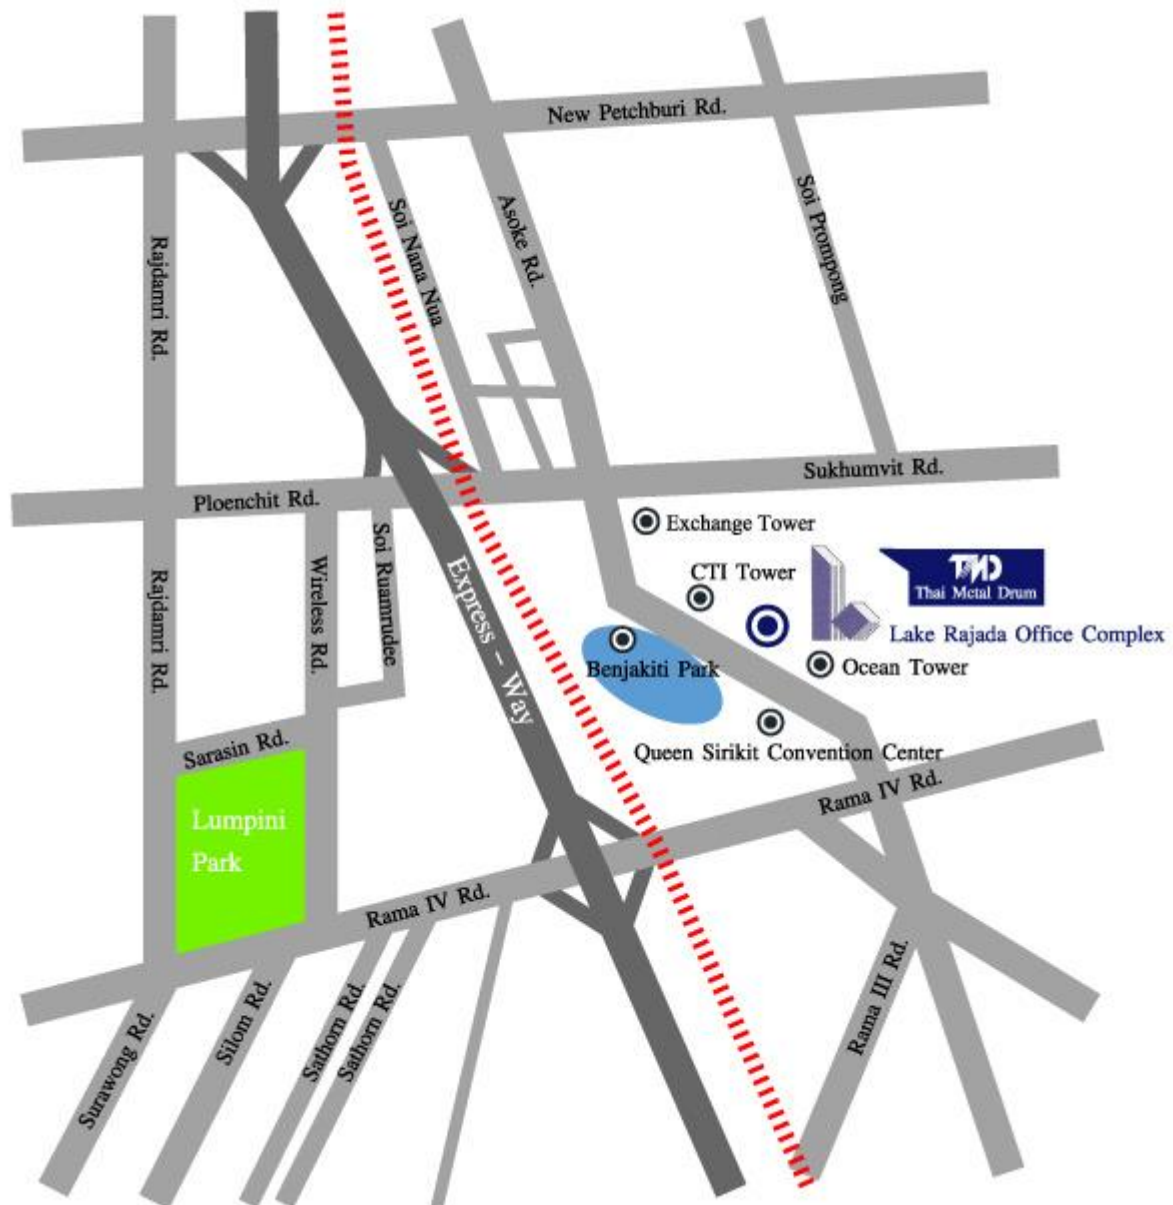 New Petchburi Rd.
Soi Prompong
Asoke Rd.
Soi Nana Nua
Rajdamri Rd.
Sukhumvit Rd.
Ploenchit Rd.
Exchange Tower
Soi Ruamrudee
Wireless Rd.
Express - Way
CTI Tower
TMD
Thai Metal Drum
Rajdamri Rd.
Lake Rajada Office Complex
Benjakiti Park
Ocean Tower
Sarasin Rd.
Queen Sirikit Convention Center
Rama IV Rd.
Lumpini
Park
Rama IV Rd.
Rama III Rd.
Surawong Rd.
Silom Rd.
Sathorn Rd.
Sathorn Rd.